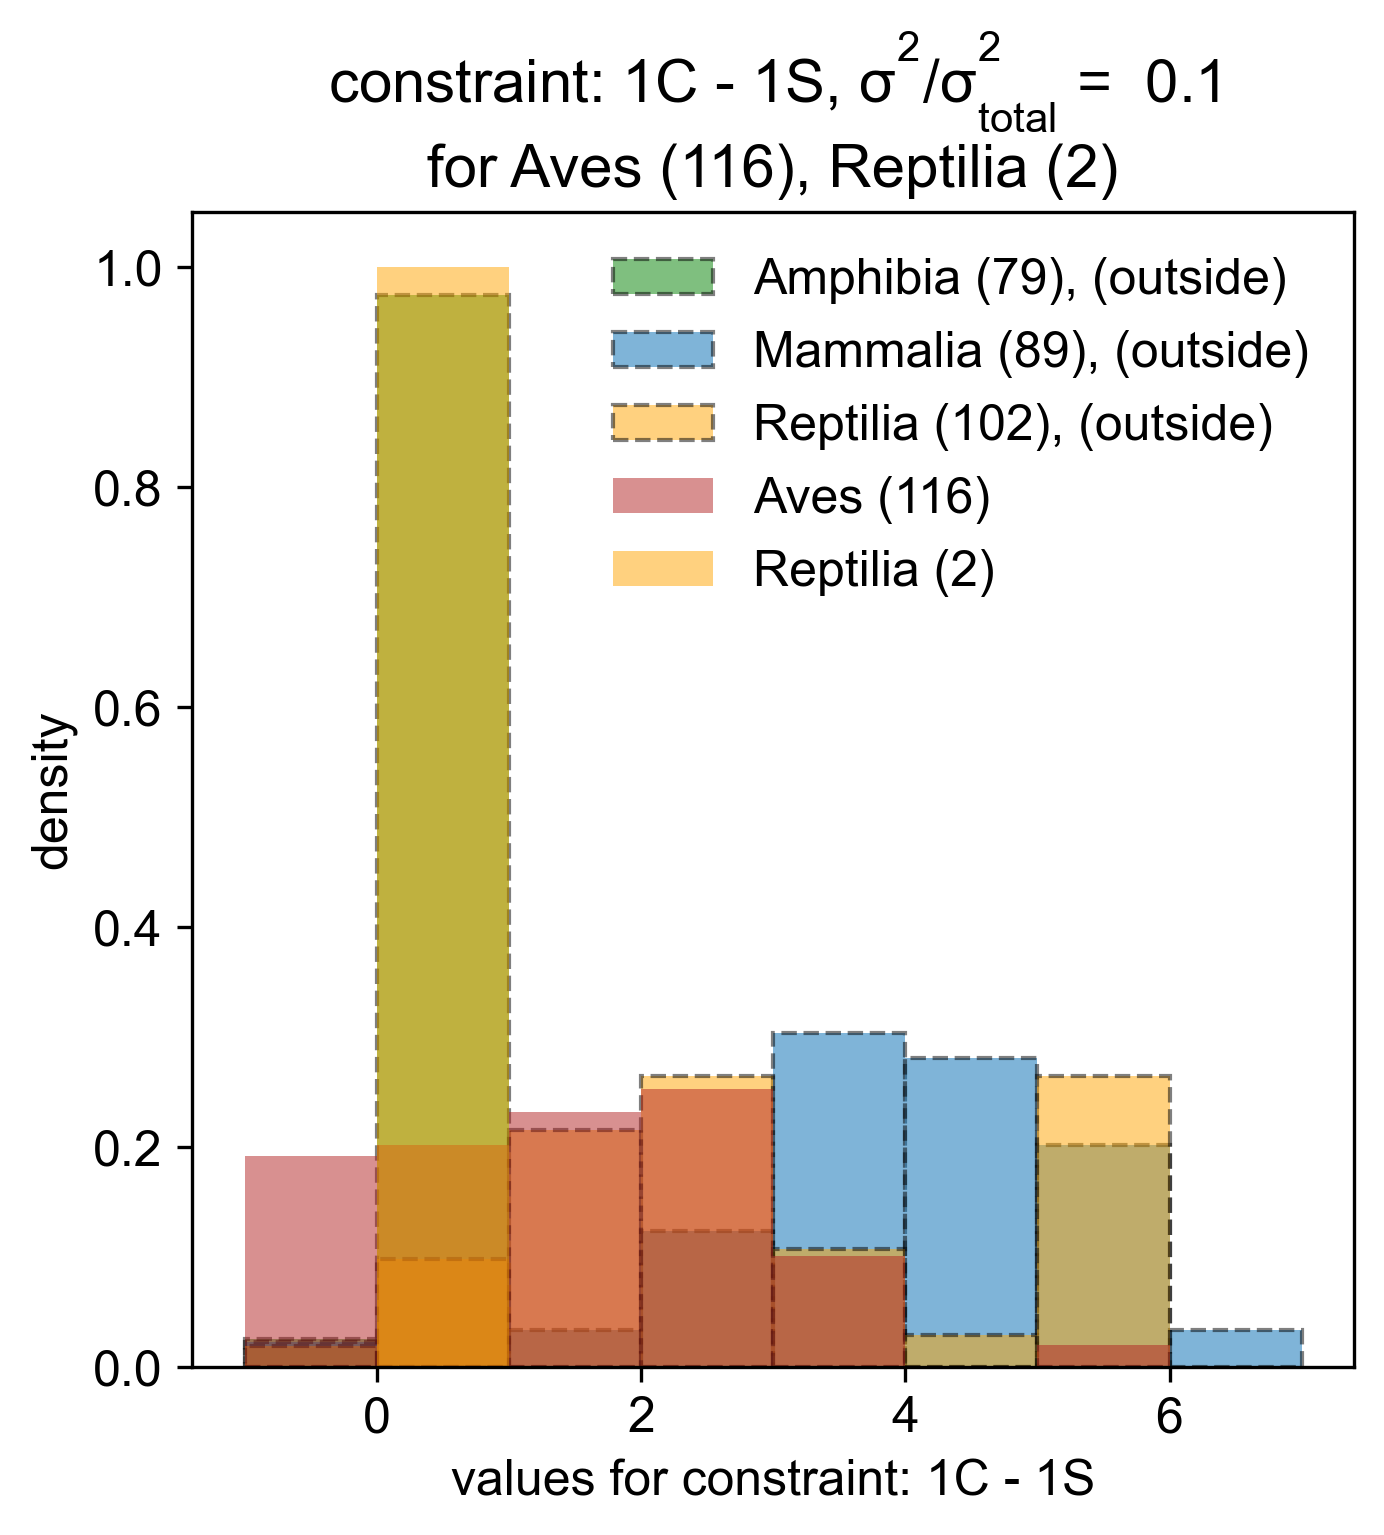 constraint: 1C - 1S, σ²/σ²total = 0.1
for Aves (116), Reptilia (2)
1.0
0.8
0.6
0.4
0.2
0.0
density
Amphibia (79), (outside)
Mammalia (89), (outside)
Reptilia (102), (outside)
Aves (116)
Reptilia (2)
0 2 4 6
values for constraint: 1C - 1S